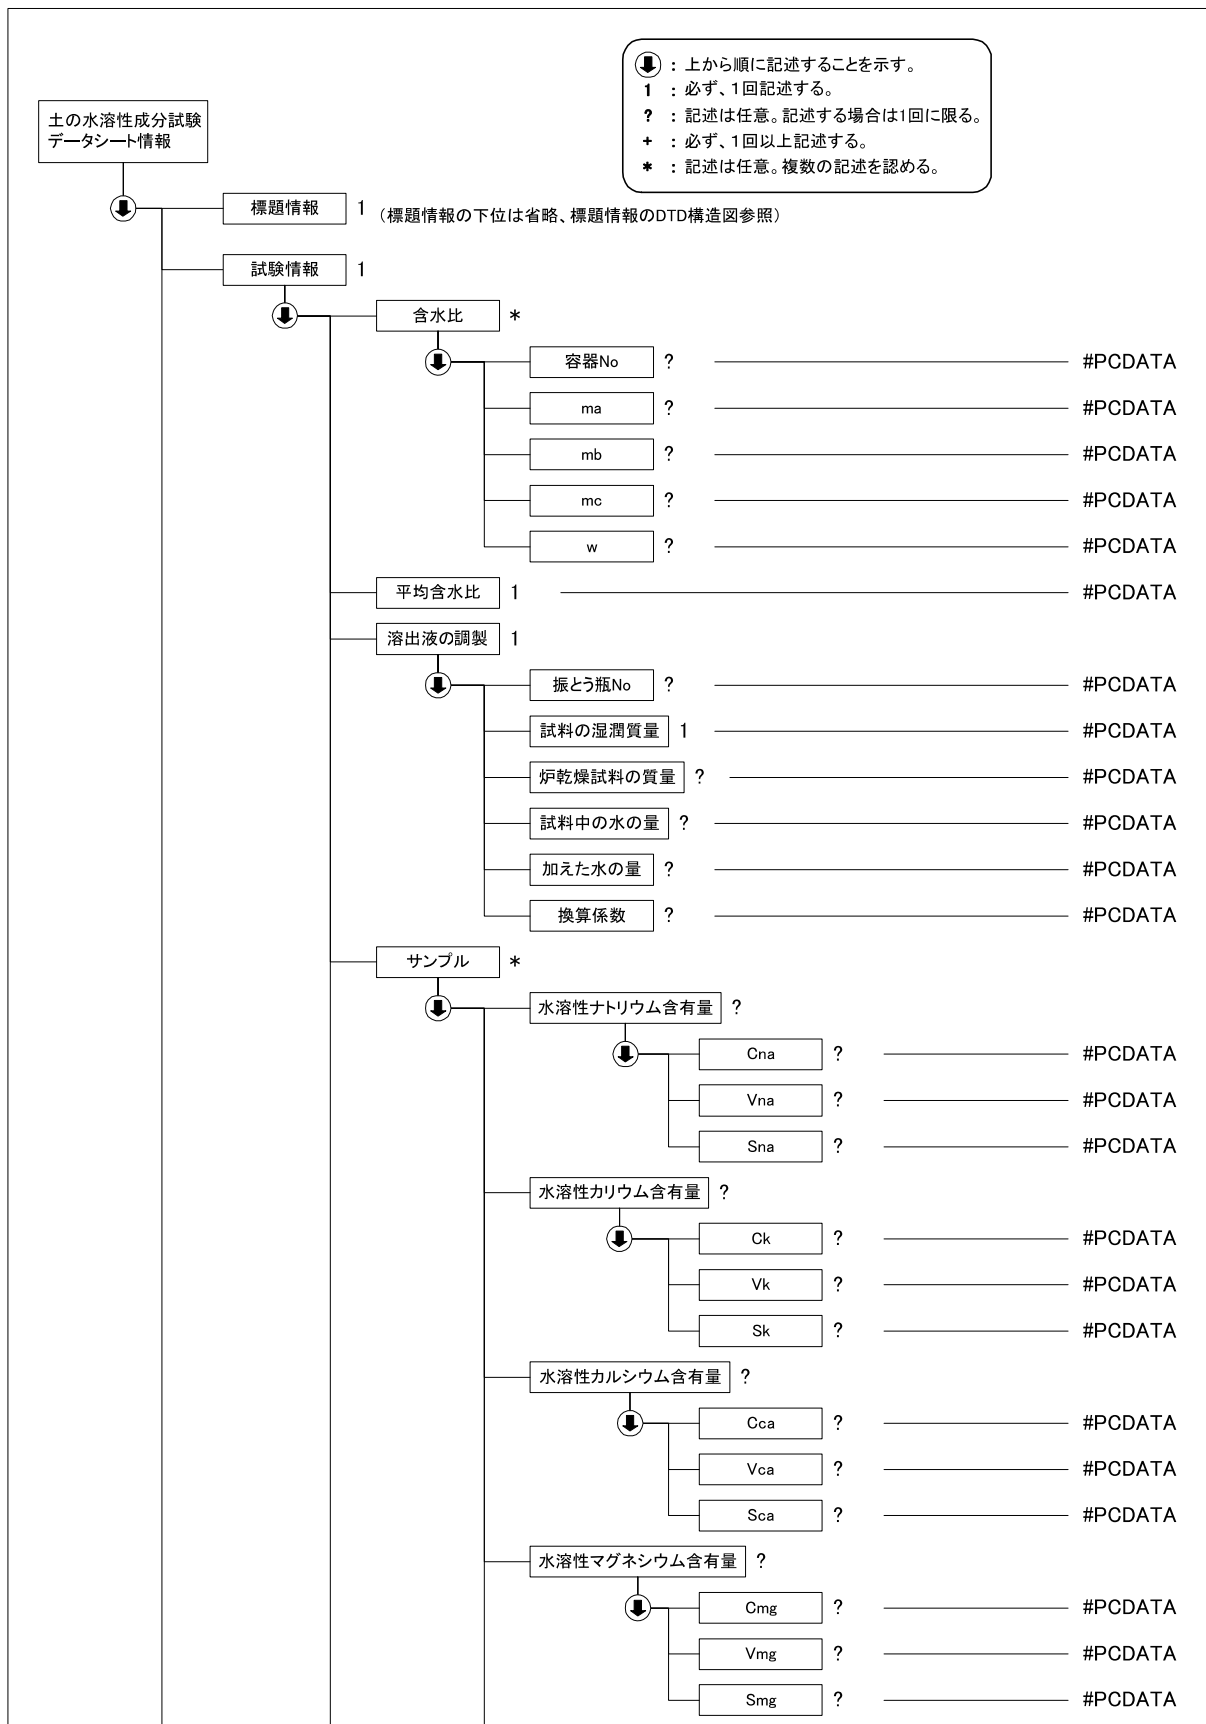 ： 上から順に記述することを示す。
1 ： 必ず、1回記述する。
? ： 記述は任意。記述する場合は1回に限る。
+ ： 必ず、1回以上記述する。
* ： 記述は任意。複数の記述を認める。
土の水溶性成分試験
データシート情報
標題情報 1 （標題情報の下位は省略、標題情報のDTD構造図参照）
試験情報 1
含水比 *
容器No ? #PCDATA
ma ? #PCDATA
mb ? #PCDATA
mc ? #PCDATA
w ? #PCDATA
平均含水比 1 #PCDATA
溶出液の調製 1
振とう瓶No ? #PCDATA
試料の湿潤質量 1 #PCDATA
炉乾燥試料の質量 ? #PCDATA
試料中の水の量 ? #PCDATA
加えた水の量 ? #PCDATA
換算係数 ? #PCDATA
サンプル *
水溶性ナトリウム含有量 ?
Cna ? #PCDATA
Vna ? #PCDATA
Sna ? #PCDATA
水溶性カリウム含有量 ?
Ck ? #PCDATA
Vk ? #PCDATA
Sk ? #PCDATA
水溶性カルシウム含有量 ?
Cca ? #PCDATA
Vca ? #PCDATA
Sca ? #PCDATA
水溶性マグネシウム含有量 ?
Cmg ? #PCDATA
Vmg ? #PCDATA
Smg ? #PCDATA